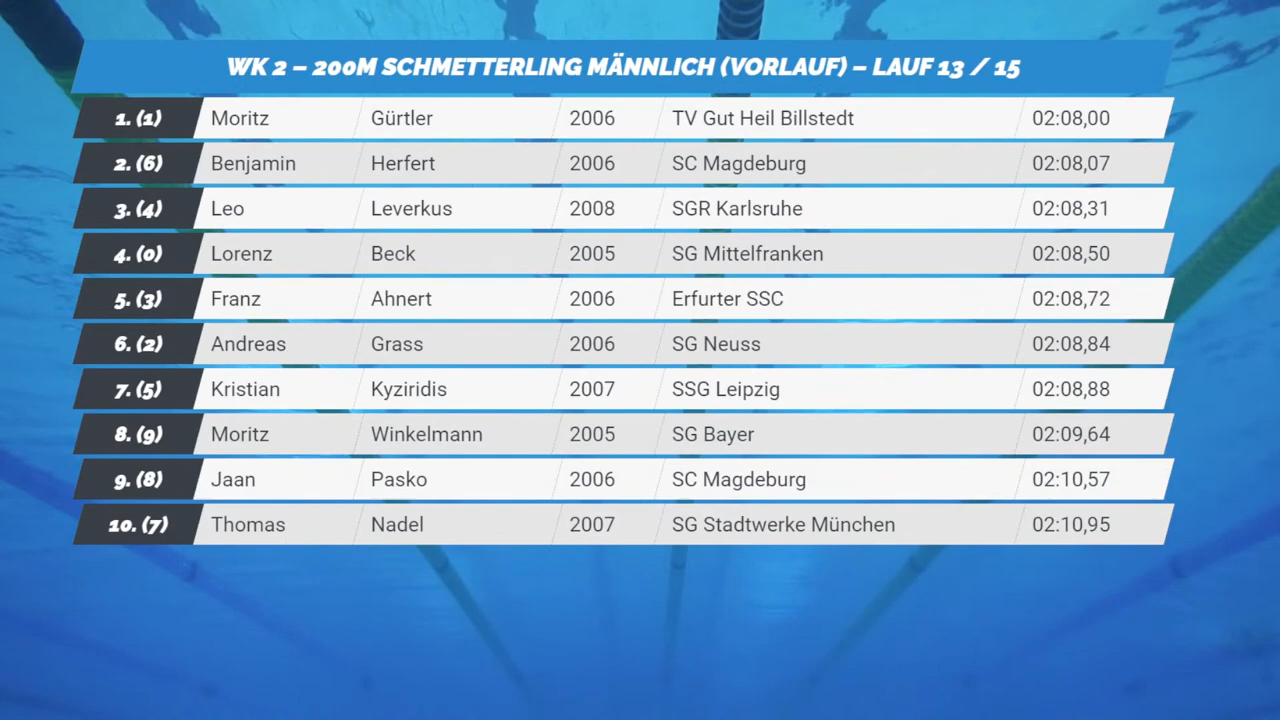 WK 2 – 200M SCHMETTERLING MÄNNLICH (VORLAUF) – LAUF 13 / 15
1. (1) Moritz Gürtler 2006 TV Gut Heil Billstedt 02:08,00
2. (6) Benjamin Herfert 2006 SC Magdeburg 02:08,07
3. (4) Leo Leverkus 2008 SGR Karlsruhe 02:08,31
4. (0) Lorenz Beck 2005 SG Mittelfranken 02:08,50
5. (3) Franz Ahnert 2006 Erfurter SSC 02:08,72
6. (2) Andreas Grass 2006 SG Neuss 02:08,84
7. (5) Kristian Kyziridis 2007 SSG Leipzig 02:08,88
8. (9) Moritz Winkelmann 2005 SG Bayer 02:09,64
9. (8) Jaan Pasko 2006 SC Magdeburg 02:10,57
10. (7) Thomas Nadel 2007 SG Stadtwerke München 02:10,95